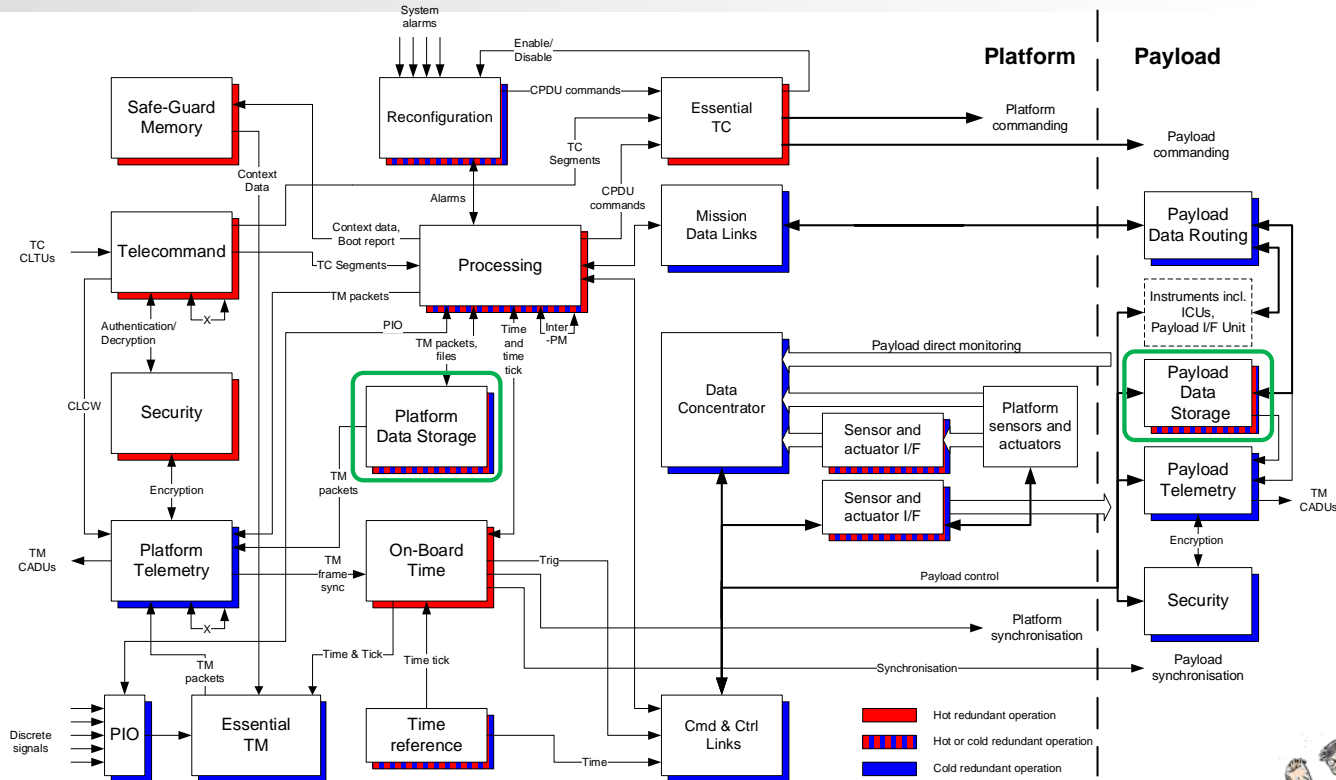 System
alarms
Enable/
Disable
Platform
Payload
Safe-Guard
Memory
Reconfiguration
CPDU commands
Essential
TC
Platform
commanding
Payload
commanding
TC
Segments
Context
Data
Alarms
CPDU
commands
Mission
Data Links
Payload
Data Routing
TC
CLTUs
Telecommand
Context data,
Boot report
TC Segments
Processing
TM packets
X
Authentication/
Decryption
PIO
TM packets,
files
Time
and
time
tick
Inter
-PM
Instruments incl.
ICUs,
Payload I/F Unit
Payload direct monitoring
CLCW
Security
Platform
Data Storage
Data
Concentrator
Sensor and
actuator I/F
Platform
sensors and
actuators
Payload
Data
Storage
TM
packets
Encryption
Sensor and
actuator I/F
Payload
Telemetry
TM
CADUs
TM
CADUs
Platform
Telemetry
TM
frame
sync
On-Board
Time
Trig
Encryption
Payload control
Security
X
Platform
synchronisation
Time & Tick
Time tick
Synchronisation
Payload
synchronisation
TM
packets
Discrete
signals
PIO
Essential
TM
Time
reference
Time
Cmd & Ctrl
Links
Hot redundant operation
Hot or cold redundant operation
Cold redundant operation